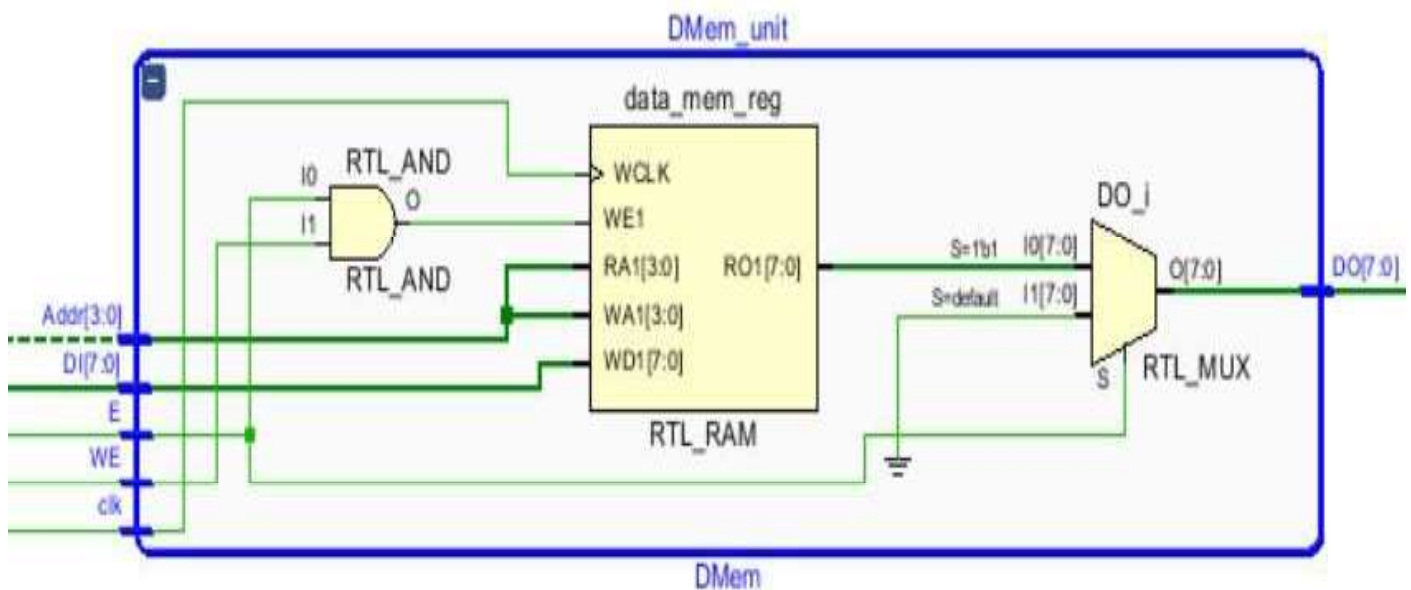 DMem_unit
data_mem_reg
RTL_AND
I0
O
I1
RTL_AND
WCLK
WE1
RA1[3:0]
RO1[7:0]
WA1[3:0]
WD1[7:0]
RTL_RAM
DO_i
S=1'b1
I0[7:0]
S=default
I1[7:0]
O[7:0]
S
RTL_MUX
DO[7:0]
Addr[3:0]
DI[7:0]
E
WE
clk
DMem